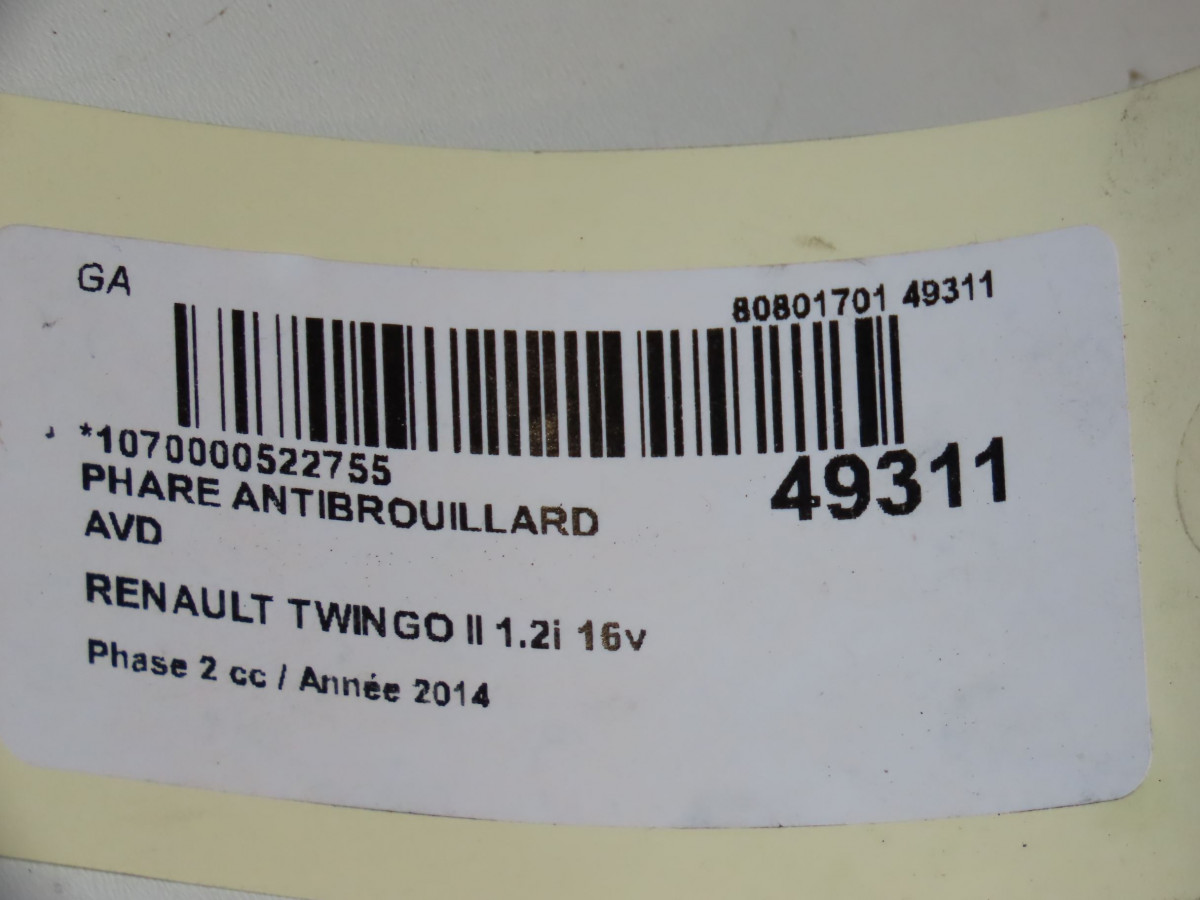 GA
80801701 49311
*1070000522755
49311
PHARE ANTIBROUILLARD
AVD
RENAULT TWINGO II 1.2i 16v
Phase 2 cc / Année 2014